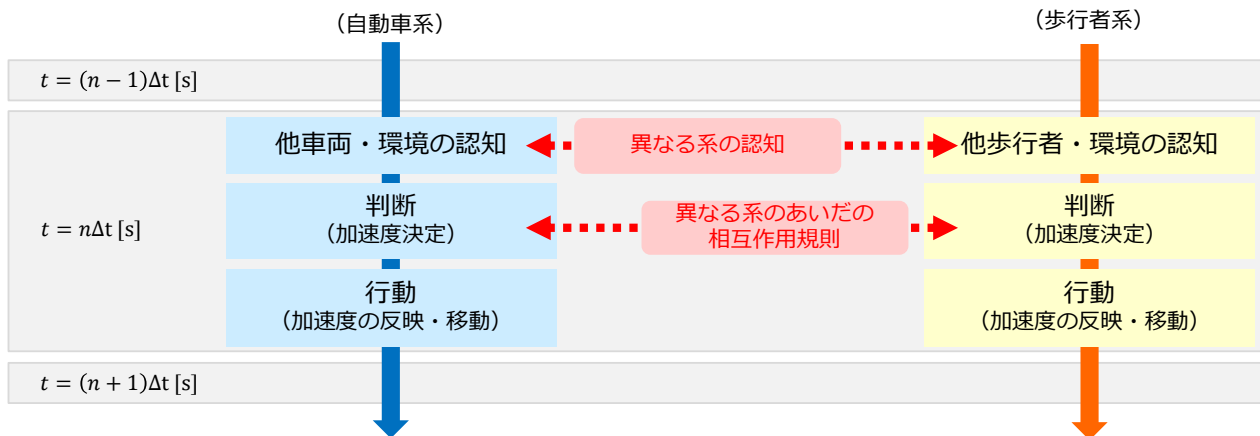 （自動車系）
（歩行者系）
t = (n − 1)Δt [s]
他車両・環境の認知
異なる系の認知
他歩行者・環境の認知
t = nΔt [s]
判断
（加速度決定）
異なる系のあいだの
相互作用規則
判断
（加速度決定）
行動
（加速度の反映・移動）
行動
（加速度の反映・移動）
t = (n + 1)Δt [s]